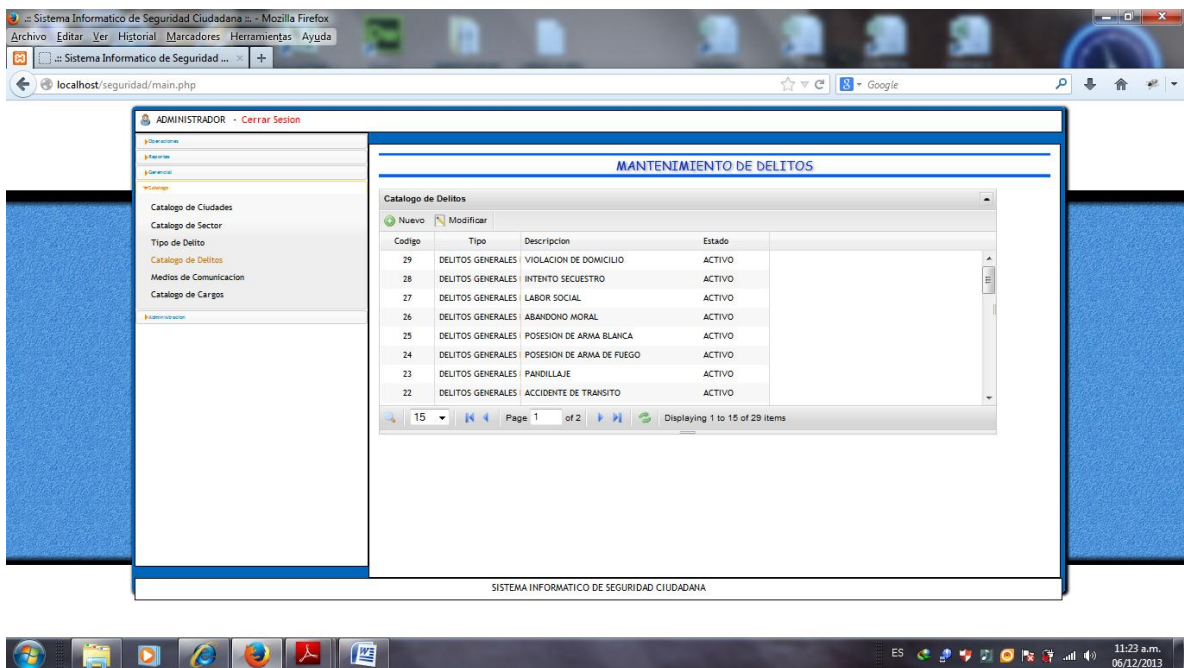 .:: Sistema Informatico de Seguridad Ciudadana ::. - Mozilla Firefox
Archivo Editar Ver Historial Marcadores Herramientas Ayuda
.:: Sistema Informatico de Seguridad ... × +
localhost/seguridad/main.php
8 Google
ADMINISTRADOR - Cerrar Sesion
Operaciones
Reportes
Gerencial
Catalogo
Catalogo de Ciudades
Catalogo de Sector
Tipo de Delito
Catalogo de Delitos
Medios de Comunicacion
Catalogo de Cargos
Administracion
MANTENIMIENTO DE DELITOS
Catalogo de Delitos
Nuevo Modificar
Codigo Tipo Descripcion Estado
29 DELITOS GENERALES VIOLACION DE DOMICILIO ACTIVO
28 DELITOS GENERALES INTENTO SECUESTRO ACTIVO
27 DELITOS GENERALES LABOR SOCIAL ACTIVO
26 DELITOS GENERALES ABANDONO MORAL ACTIVO
25 DELITOS GENERALES POSESION DE ARMA BLANCA ACTIVO
24 DELITOS GENERALES POSESION DE ARMA DE FUEGO ACTIVO
23 DELITOS GENERALES PANDILLAJE ACTIVO
22 DELITOS GENERALES ACCIDENTE DE TRANSITO ACTIVO
15 Page 1 of 2 Displaying 1 to 15 of 29 items
SISTEMA INFORMATICO DE SEGURIDAD CIUDADANA
ES
11:23 a.m.
06/12/2013